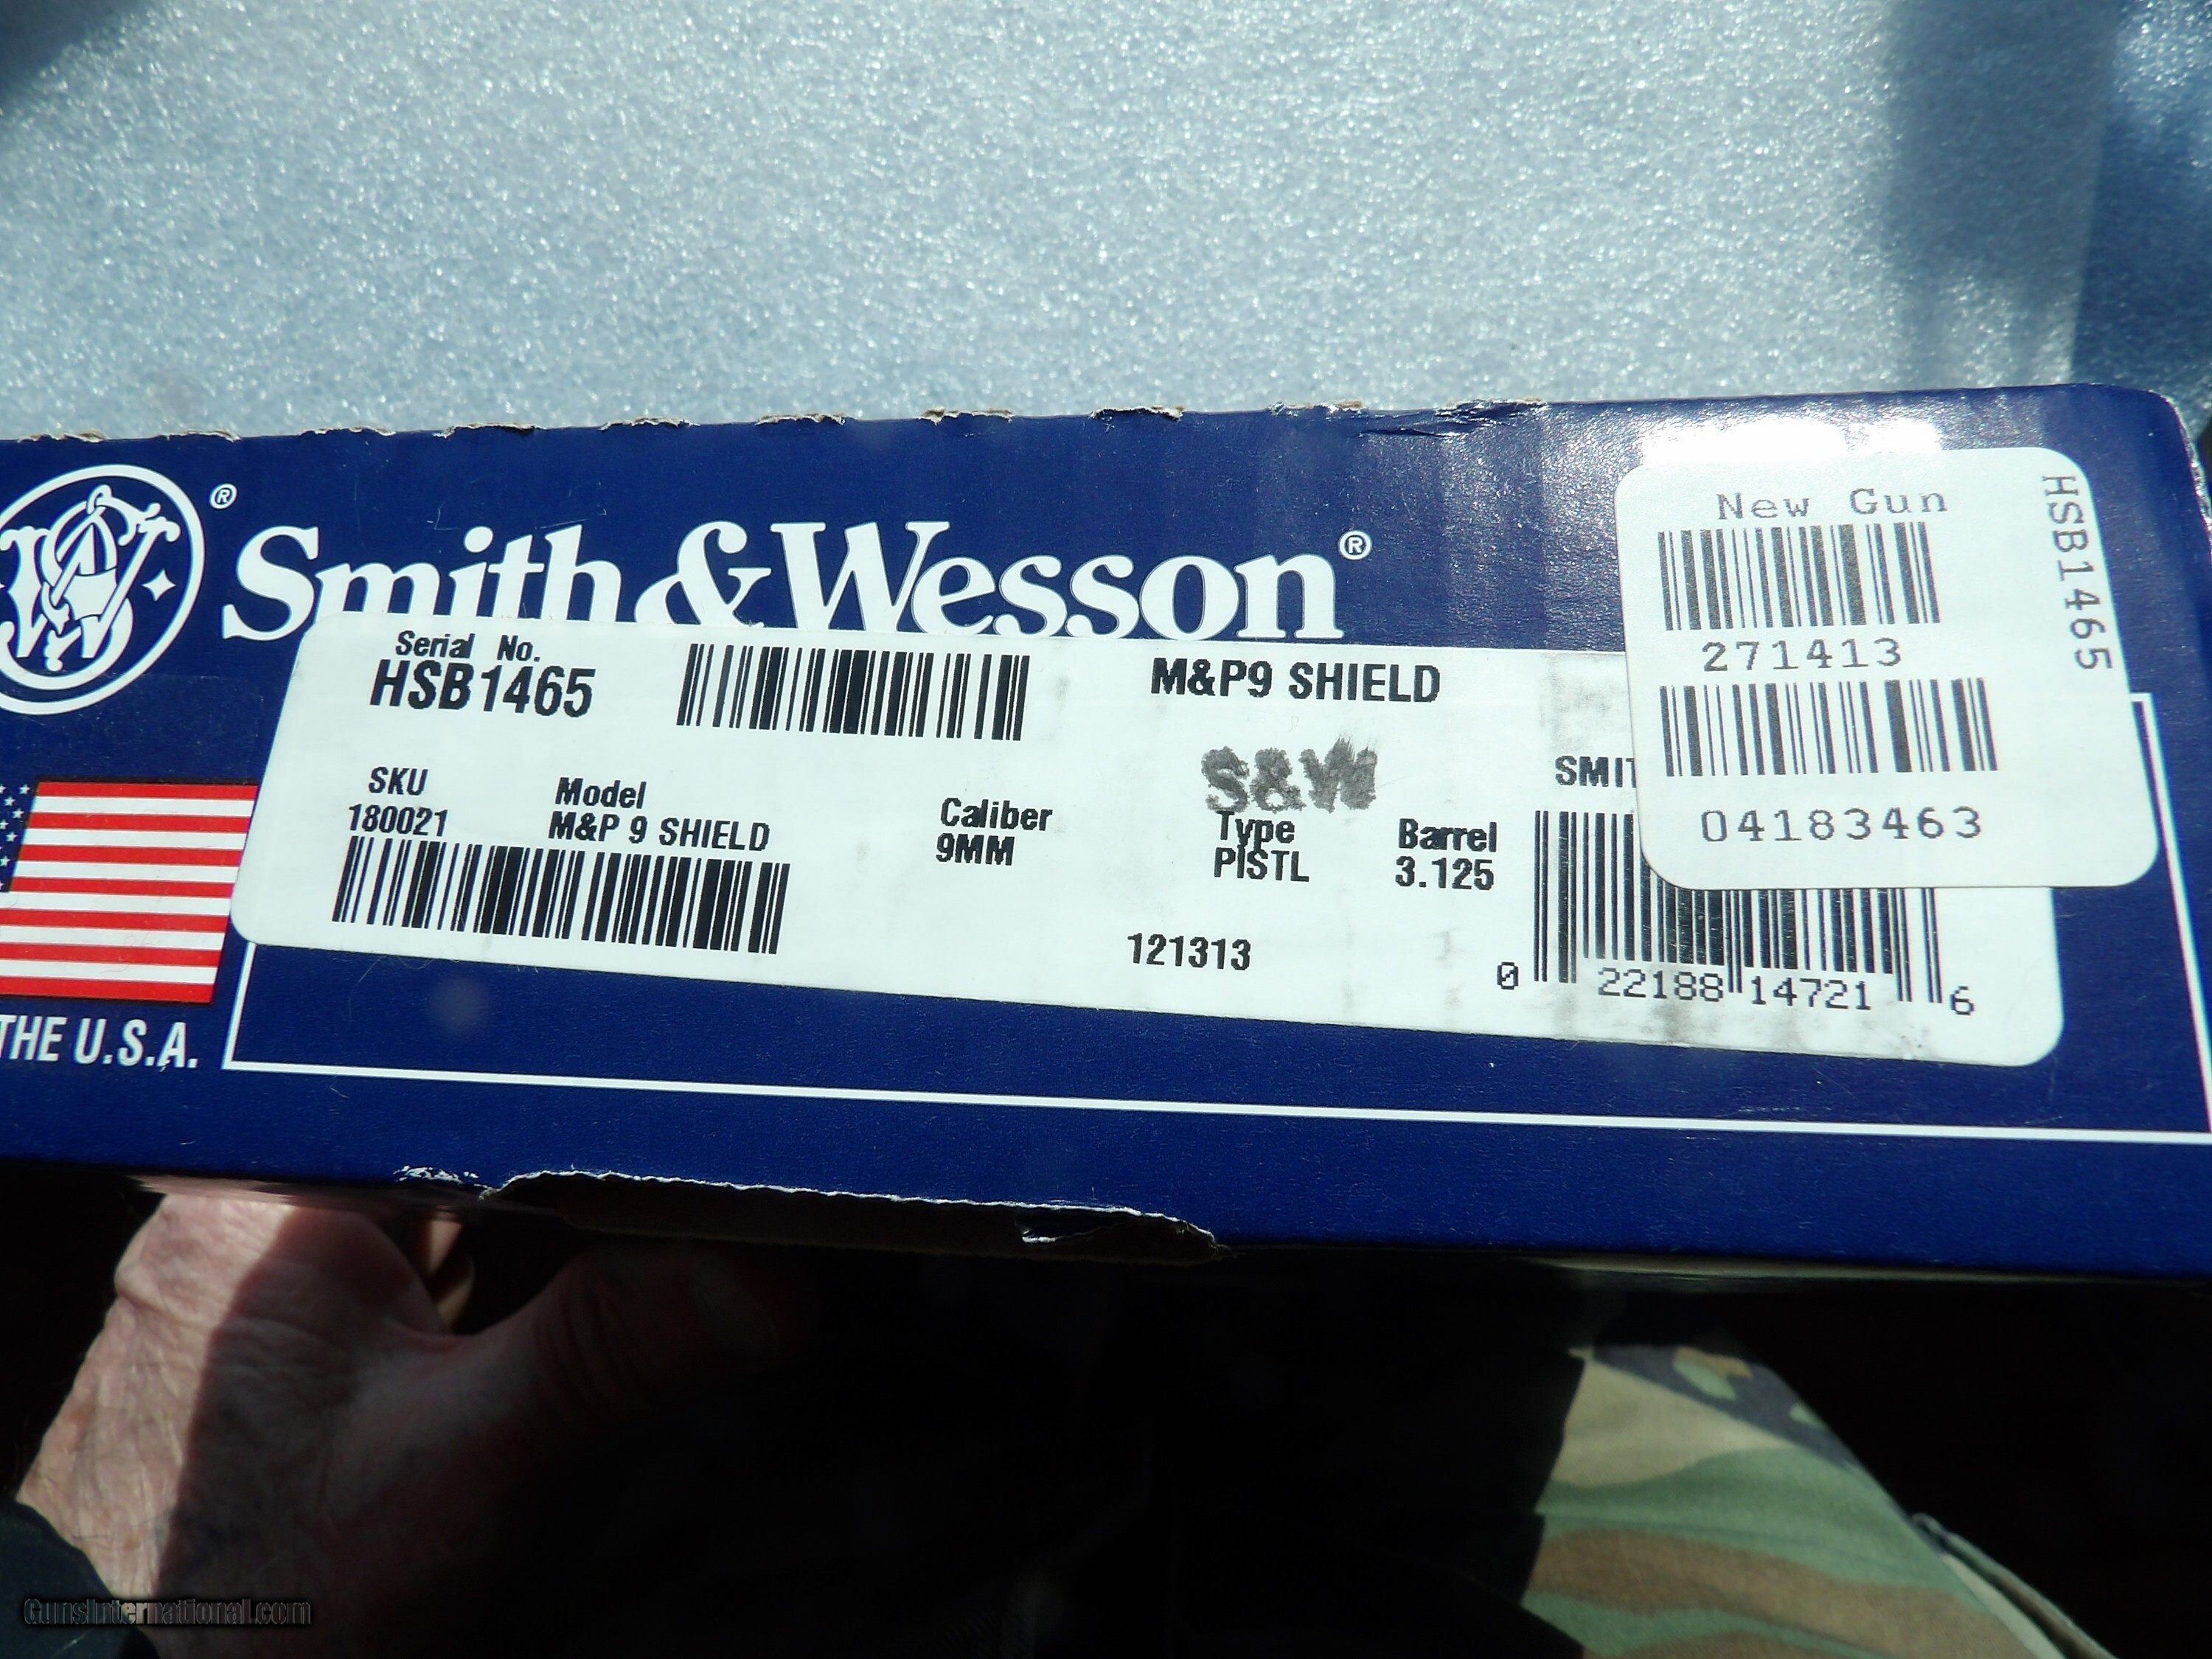 ® Smith & Wesson®
New Gun
HSB1465
271413
04183463
Serial No.
HSB1465
M&P9 SHIELD
S&W
SMIT
SKU
180021
Model
M&P 9 SHIELD
Caliber
9MM
Type
PISTL
Barrel
3.125
121313
0 22188 14721 6
THE U.S.A.
GunsInternational.com